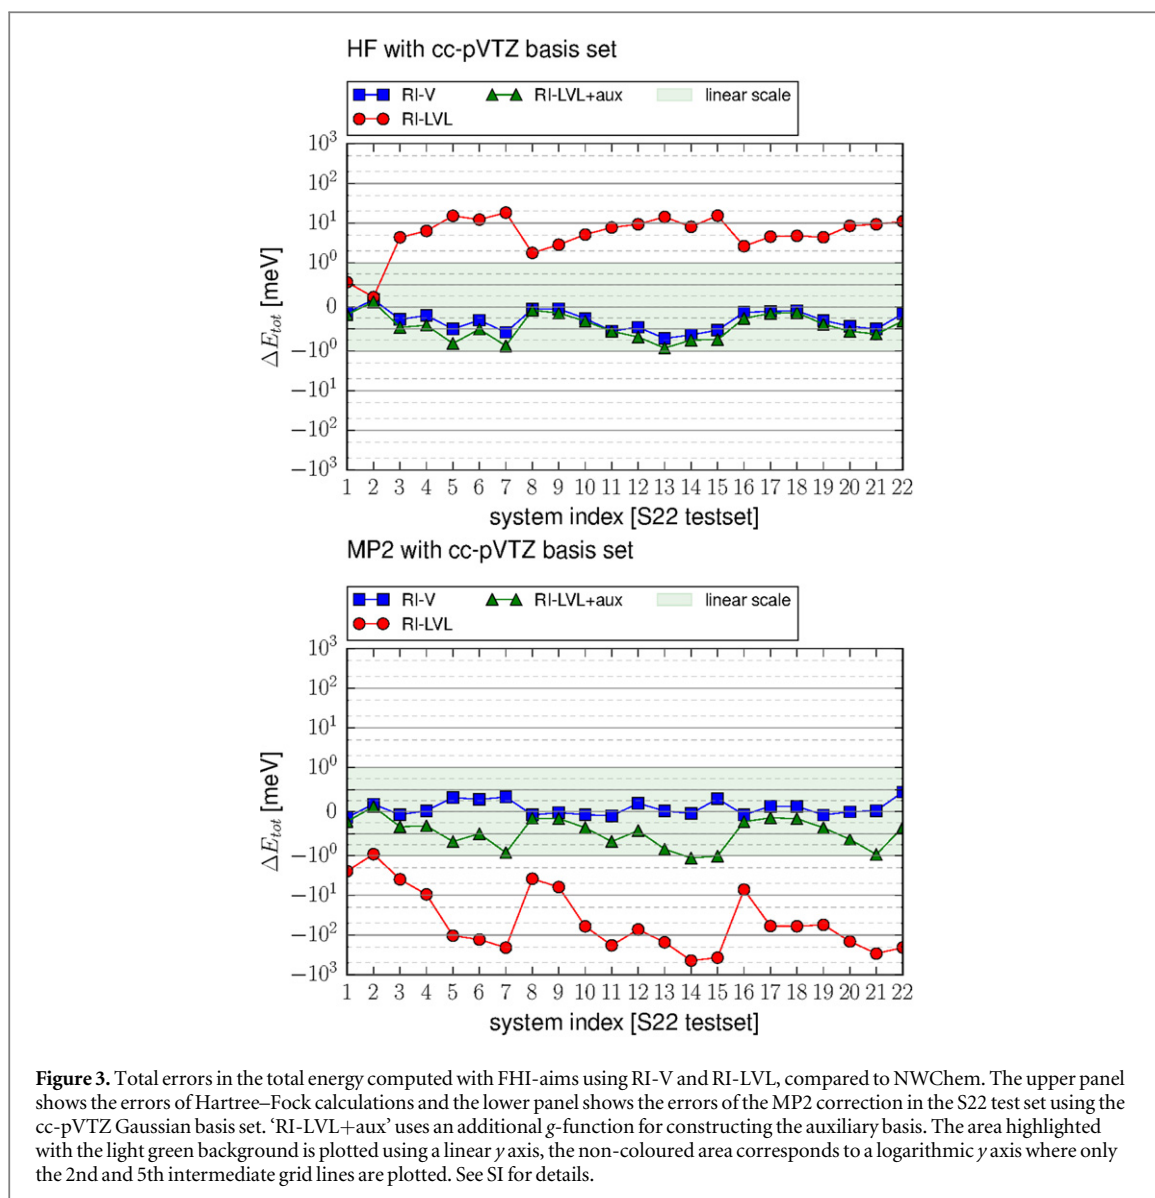 HF with cc-pVTZ basis set
RI-V RI-LVL+aux linear scale
RI-LVL
10³
10²
10¹
10⁰
0
−10⁰
−10¹
−10²
−10³
ΔE_tot [meV]
1 2 3 4 5 6 7 8 9 10 11 12 13 14 15 16 17 18 19 20 21 22
system index [S22 testset]
MP2 with cc-pVTZ basis set
RI-V RI-LVL+aux linear scale
RI-LVL
10³
10²
10¹
10⁰
0
−10⁰
−10¹
−10²
−10³
ΔE_tot [meV]
1 2 3 4 5 6 7 8 9 10 11 12 13 14 15 16 17 18 19 20 21 22
system index [S22 testset]
Figure 3. Total errors in the total energy computed with FHI-aims using RI-V and RI-LVL, compared to NWChem. The upper panel
shows the errors of Hartree–Fock calculations and the lower panel shows the errors of the MP2 correction in the S22 test set using the
cc-pVTZ Gaussian basis set. ‘RI-LVL+aux’ uses an additional g-function for constructing the auxiliary basis. The area highlighted
with the light green background is plotted using a linear y axis, the non-coloured area corresponds to a logarithmic y axis where only
the 2nd and 5th intermediate grid lines are plotted. See SI for details.